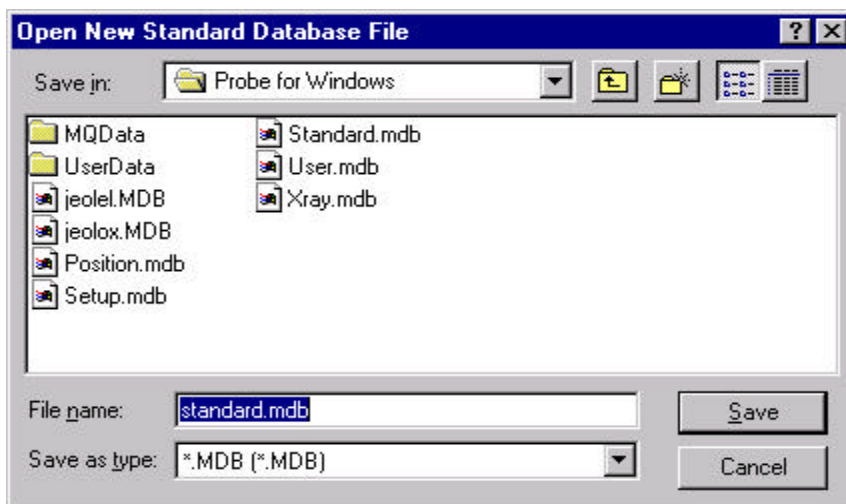 Open New Standard Database File
Save in: Probe for Windows
MQData
UserData
jeolel.MDB
jeolox.MDB
Position.mdb
Setup.mdb
Standard.mdb
User.mdb
Xray.mdb
File name: standard.mdb
Save
Save as type: *.MDB (*.MDB)
Cancel